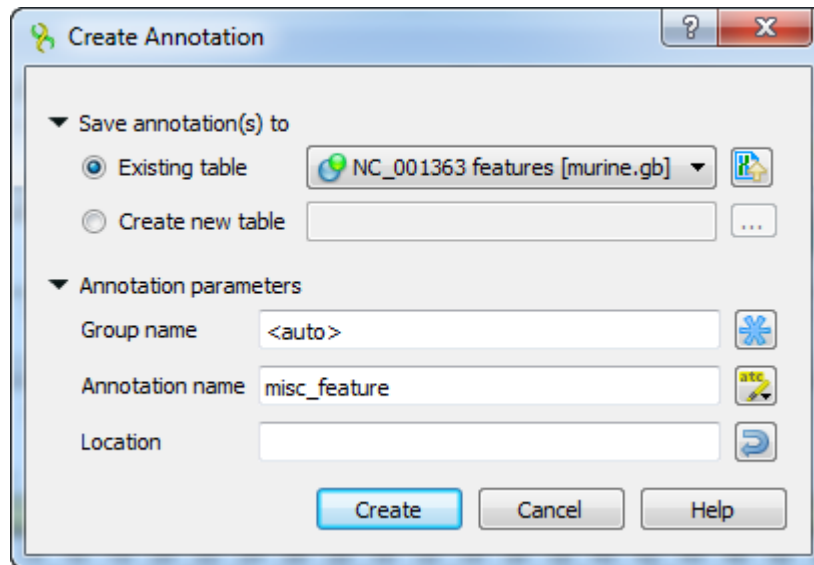 Create Annotation
Save annotation(s) to
Existing table NC_001363 features [murine.gb]
Create new table ...
Annotation parameters
Group name <auto>
Annotation name misc_feature atc
Location
Create Cancel Help